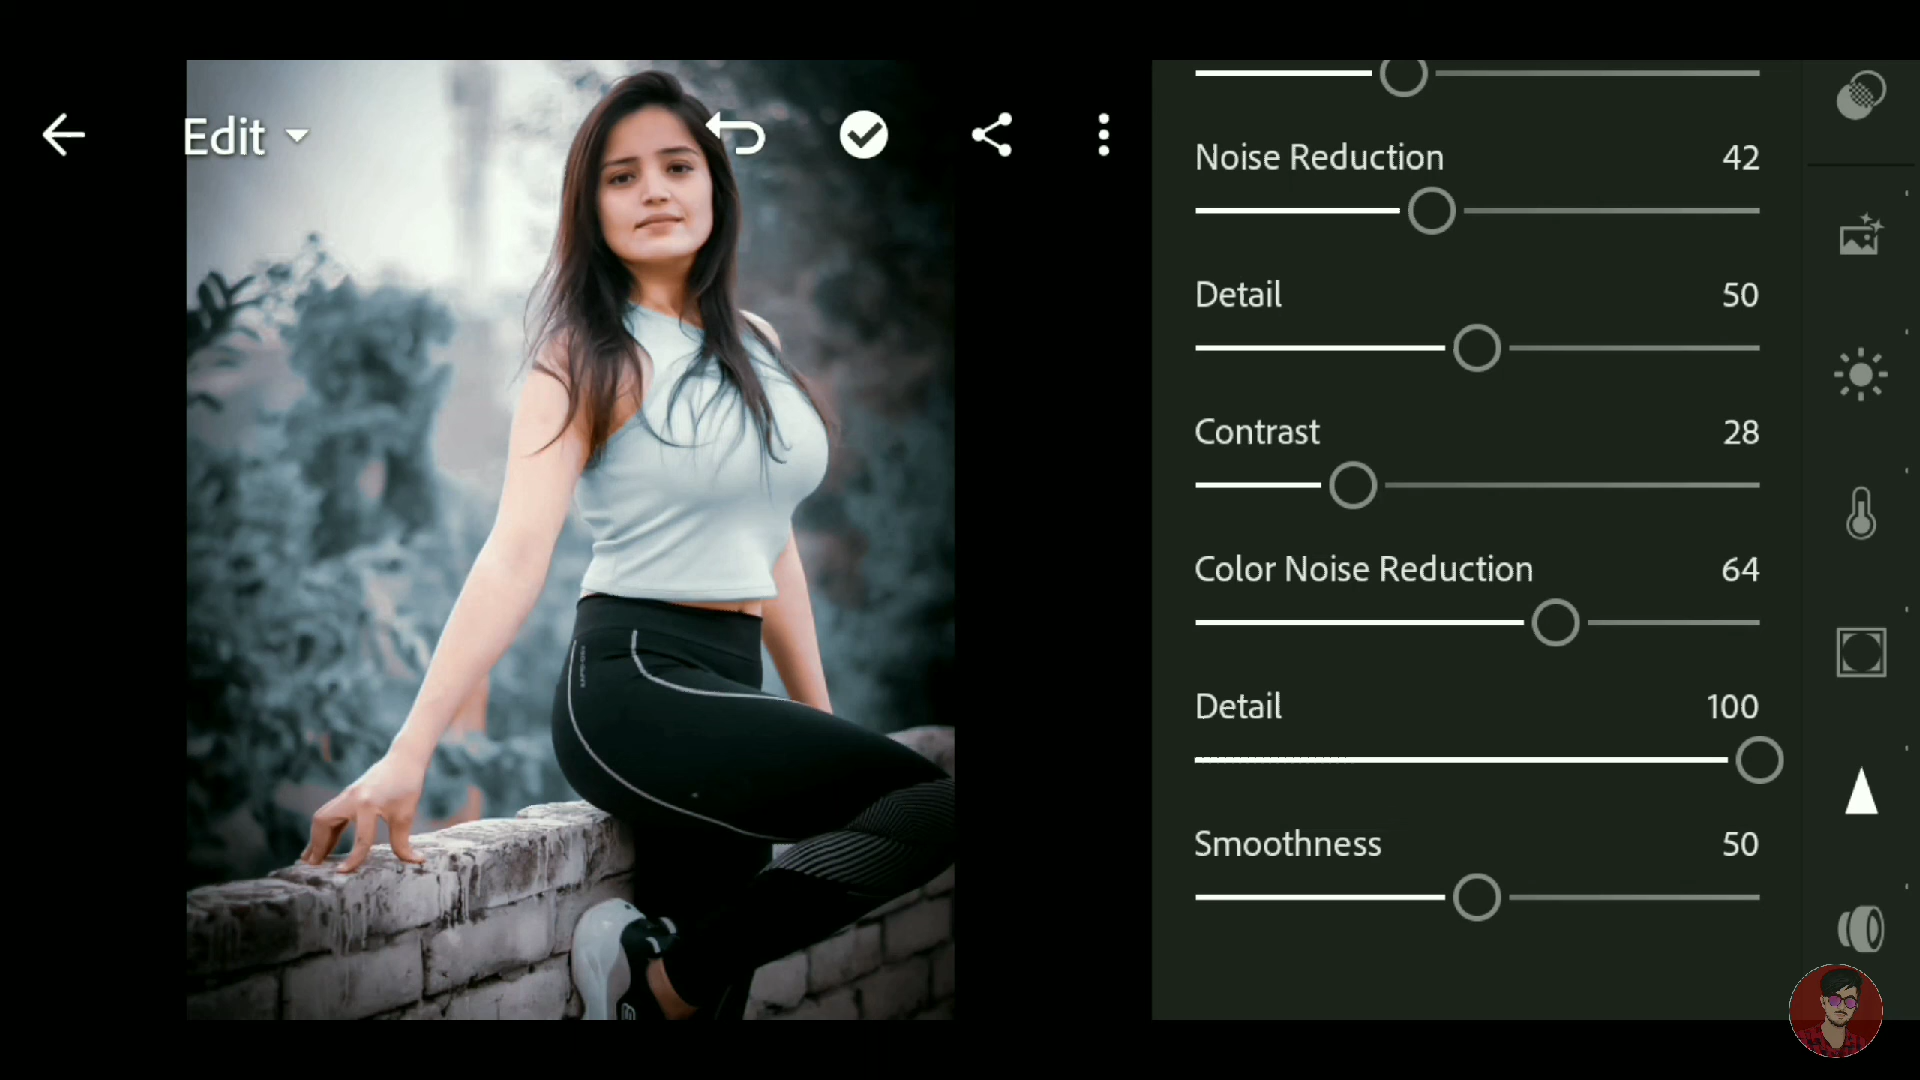 Edit
Noise Reduction 42
Detail 50
Contrast 28
Color Noise Reduction 64
Detail 100
Smoothness 50